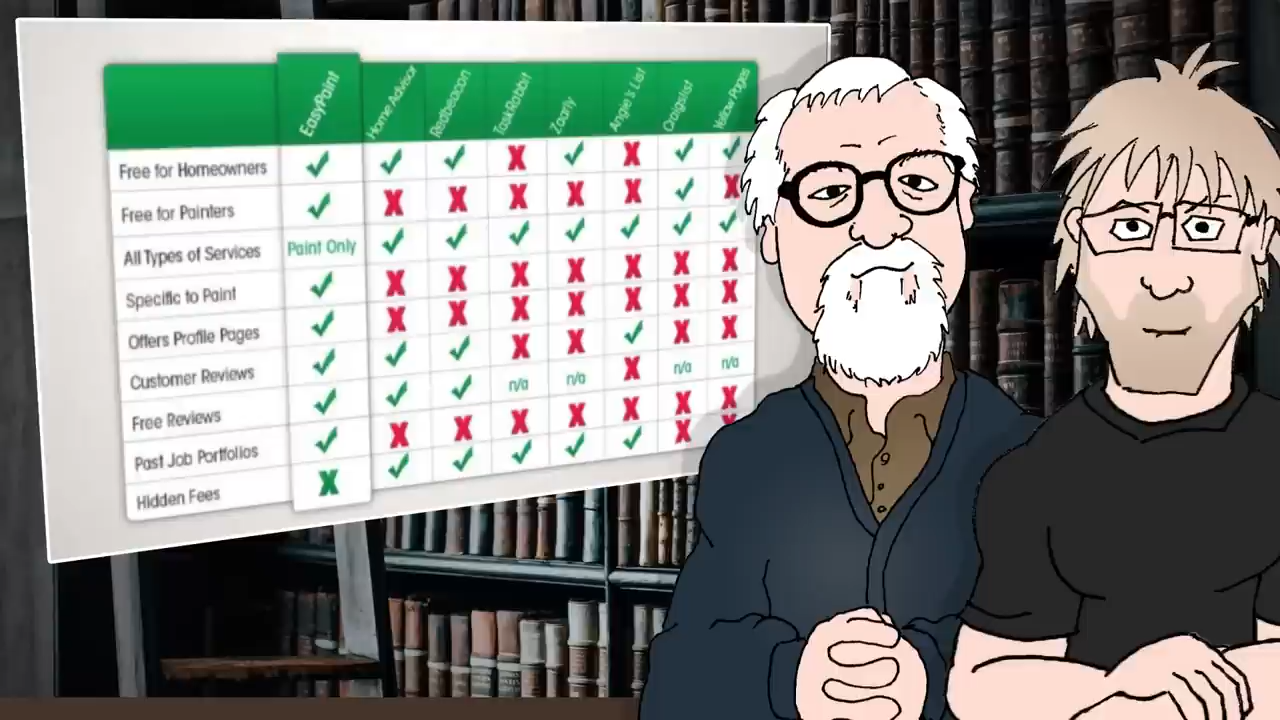 EasyPaint
Home Advisor
Redbeacon
TaskRabbit
Zaarly
Angie's List
Craigslist
Yellow Pages
Free for Homeowners
Free for Painters
All Types of Services
Paint Only
Specific to Paint
Offers Profile Pages
Customer Reviews
Free Reviews
n/a
n/a
n/a
n/a
Past Job Portfolios
Hidden Fees